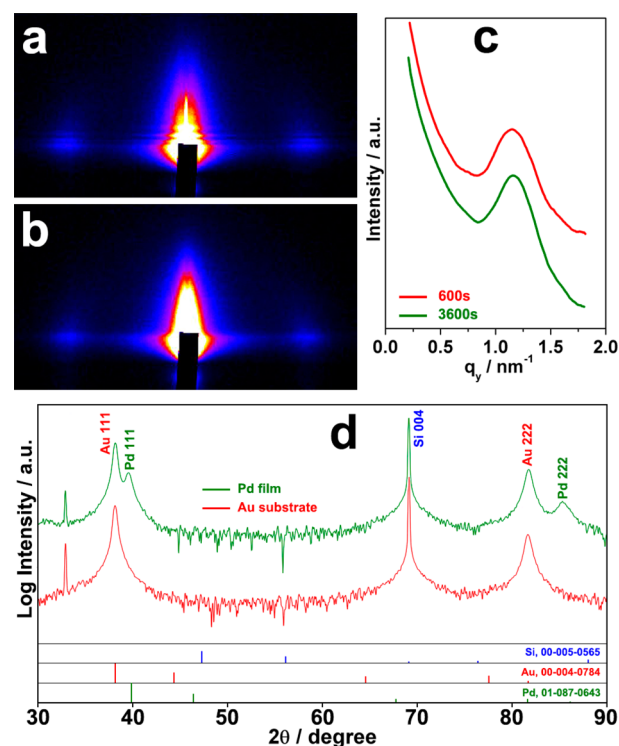 a
b
c
Intensity / a.u.
600s
3600s
0.0 0.5 1.0 1.5 2.0
q_y / nm⁻¹
d
Au 111
Pd 111
Si 004
Au 222
Pd 222
Pd film
Au substrate
Log Intensity / a.u.
Si, 00-005-0565
Au, 00-004-0784
Pd, 01-087-0643
30 40 50 60 70 80 90
2θ / degree